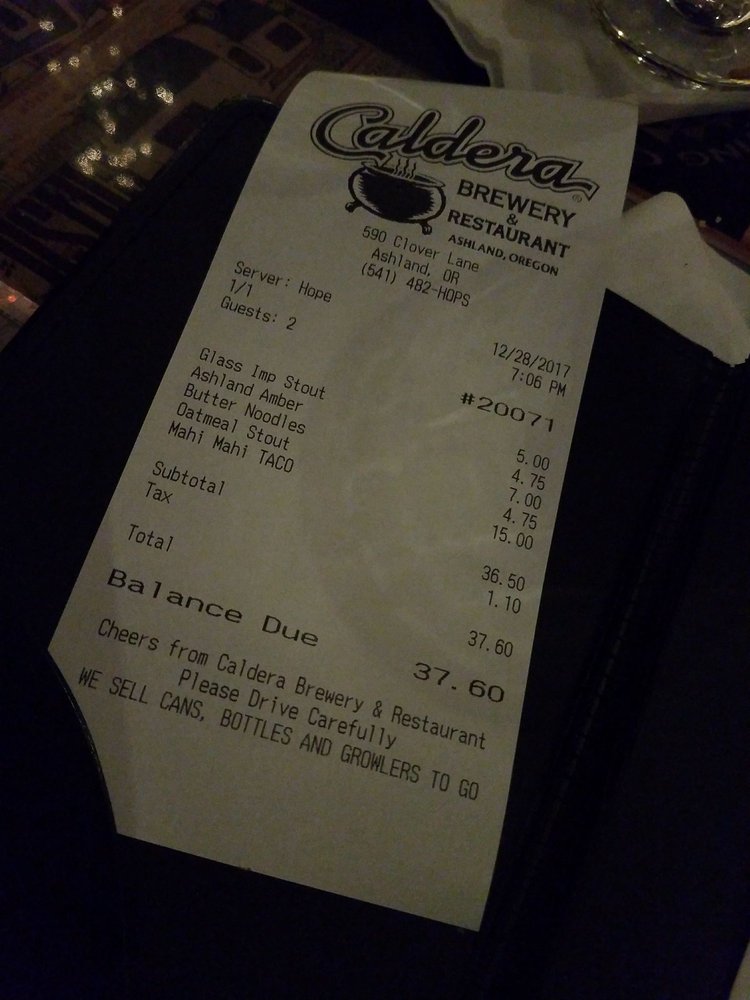 Caldera®
BREWERY
&
RESTAURANT
ASHLAND, OREGON
590 Clover Lane
Ashland, OR
(541) 482-HOPS
Server: Hope
12/28/2017
1/1
7:06 PM
Guests: 2
#20071
Glass Imp Stout 5.00
Ashland Amber 4.75
Butter Noodles 7.00
Oatmeal Stout 4.75
Mahi Mahi TACO 15.00
Subtotal 36.50
Tax 1.10
Total 37.60
Balance Due 37.60
Cheers from Caldera Brewery & Restaurant
Please Drive Carefully
WE SELL CANS, BOTTLES AND GROWLERS TO GO